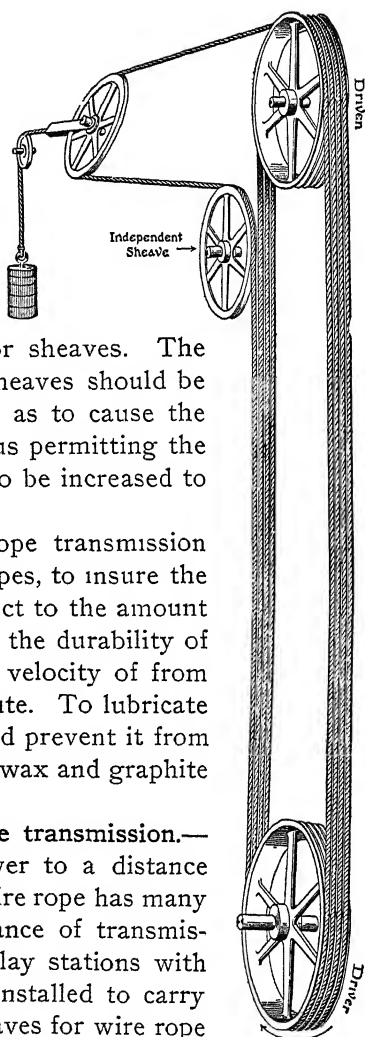 Driven
Independent
Sheave
or sheaves. The
heaves should be
as to cause the
us permitting the
o be increased to
ope transmission
pes, to insure the
ct to the amount
the durability of
velocity of from
ute. To lubricate
d prevent it from
wax and graphite
e transmission.—
ver to a distance
ire rope has many
ance of transmis-
lay stations with
nstalled to carry
aves for wire rope
Driver